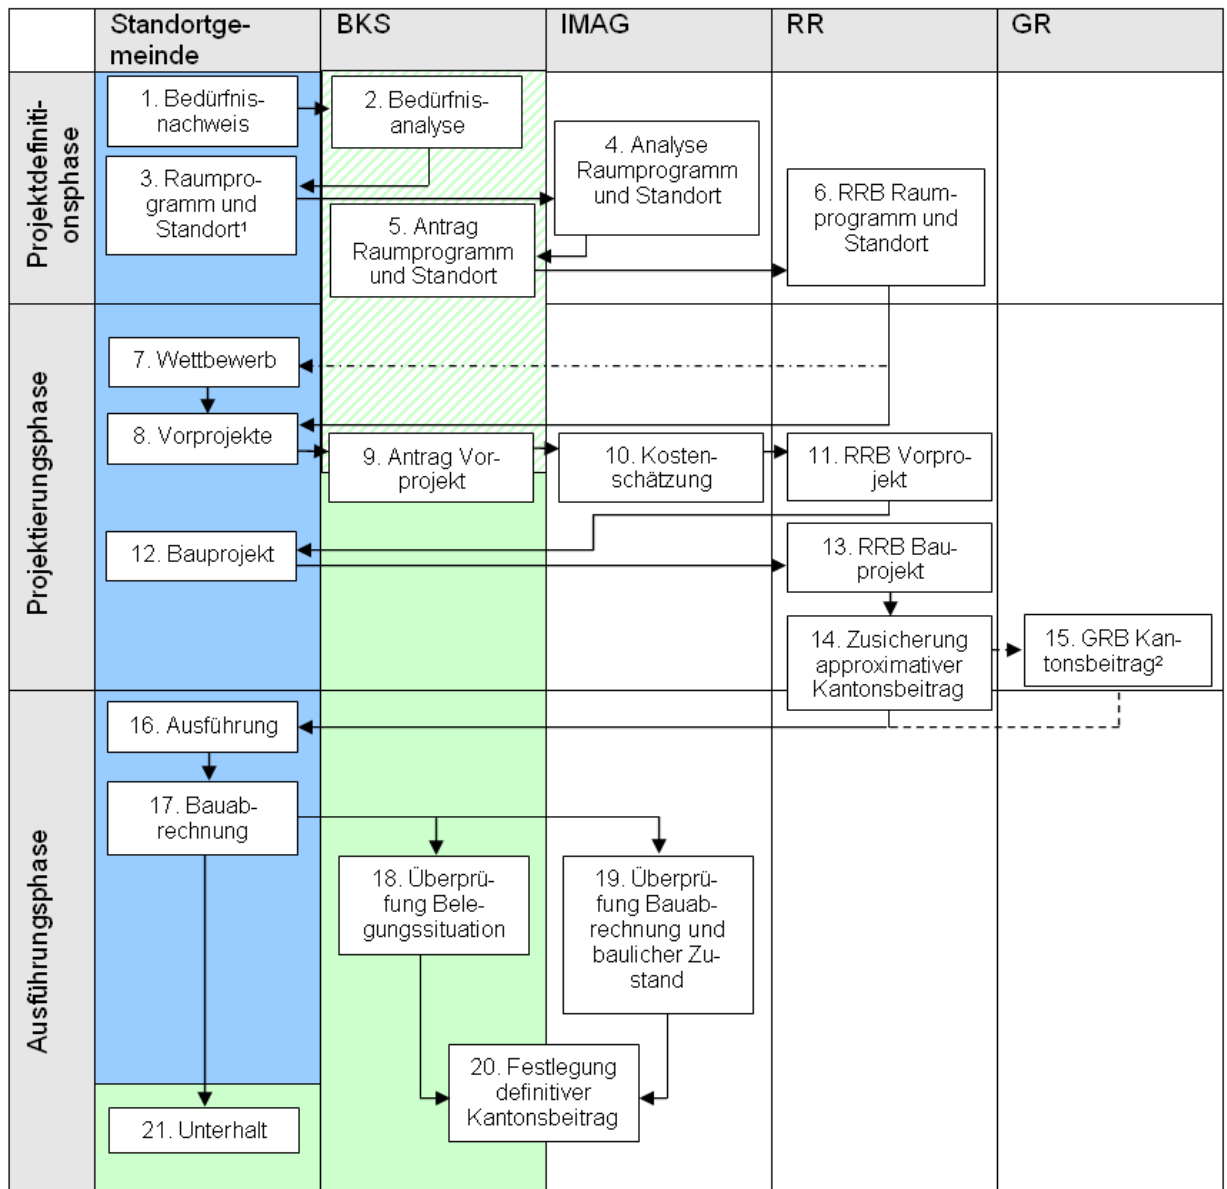 Standortge-
meinde
BKS
IMAG
RR
GR
Projektdefiniti-
onsphase
1. Bedürfnis-
nachweis
2. Bedürfnis-
analyse
3. Raumpro-
gramm und
Standort¹
4. Analyse
Raumprogramm
und Standort
5. Antrag
Raumprogramm
und Standort
6. RRB Raum-
programm und
Standort
Projektierungsphase
7. Wettbewerb
8. Vorprojekte
9. Antrag Vor-
projekt
10. Kosten-
schätzung
11. RRB Vorpro-
jekt
12. Bauprojekt
13. RRB Bau-
projekt
14. Zusicherung
approximativer
Kantonsbeitrag
15. GRB Kan-
tonsbeitrag²
Ausführungsphase
16. Ausführung
17. Bauab-
rechnung
18. Überprü-
fung Bele-
gungssituation
19. Überprü-
fung Bauab-
rechnung und
baulicher Zu-
stand
20. Festlegung
definitiver
Kantonsbeitrag
21. Unterhalt